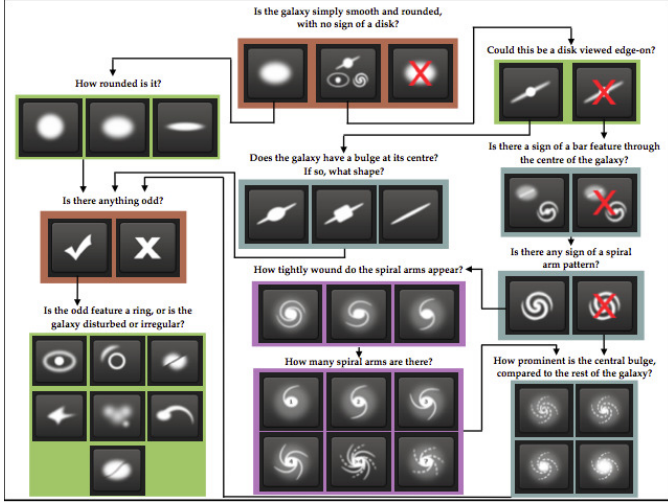 Is the galaxy simply smooth and rounded,
with no sign of a disk?
Could this be a disk viewed edge-on?
How rounded is it?
Does the galaxy have a bulge at its centre?
If so, what shape?
Is there a sign of a bar feature through
the centre of the galaxy?
Is there anything odd?
Is there any sign of a spiral
arm pattern?
How tightly wound do the spiral arms appear?
Is the odd feature a ring, or is the
galaxy disturbed or irregular?
How many spiral arms are there?
How prominent is the central bulge,
compared to the rest of the galaxy?
1
4